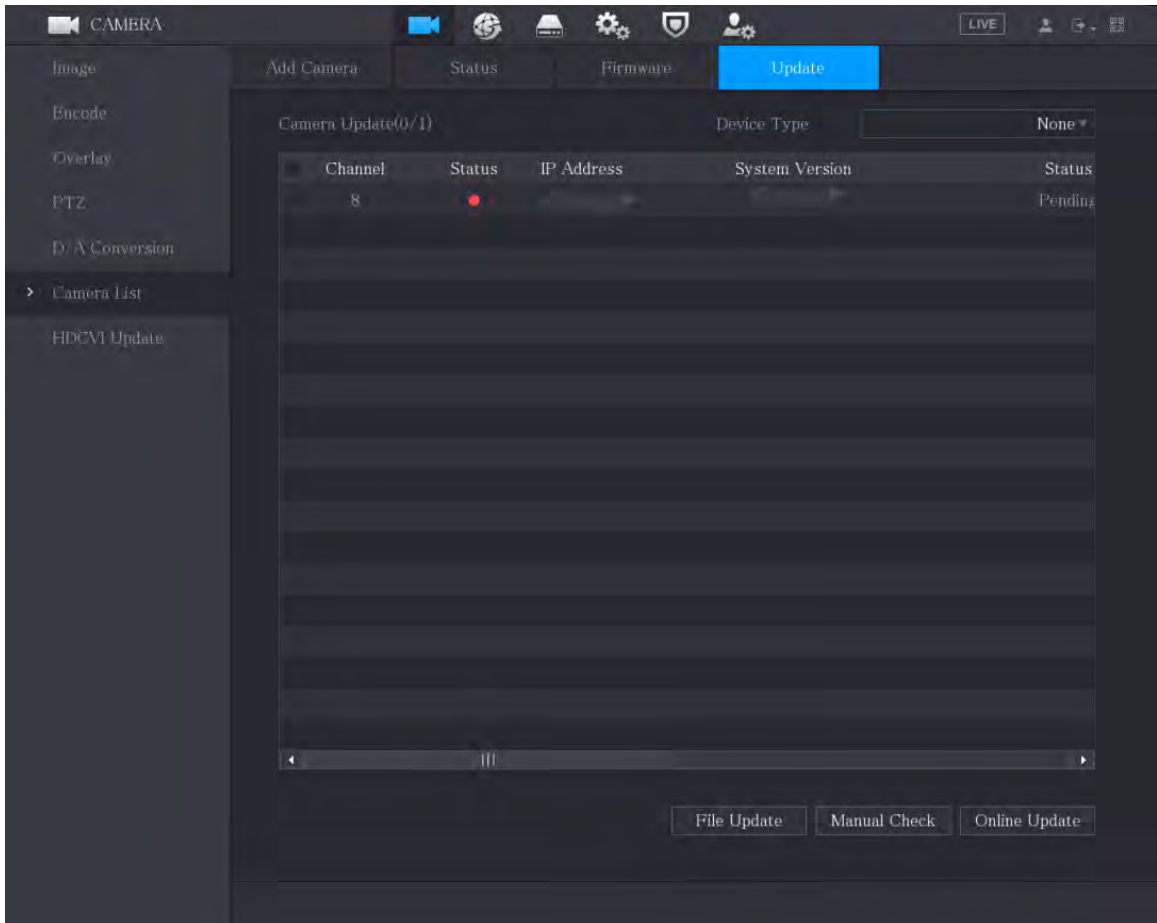 CAMERA
LIVE
Image
Encode
Overlay
PTZ
D/A Conversion
Camera List
HDCVI Update
Add Camera Status Firmware Update
Camera Update(0/1) Device Type None
Channel Status IP Address System Version Status
8 Pending
File Update Manual Check Online Update